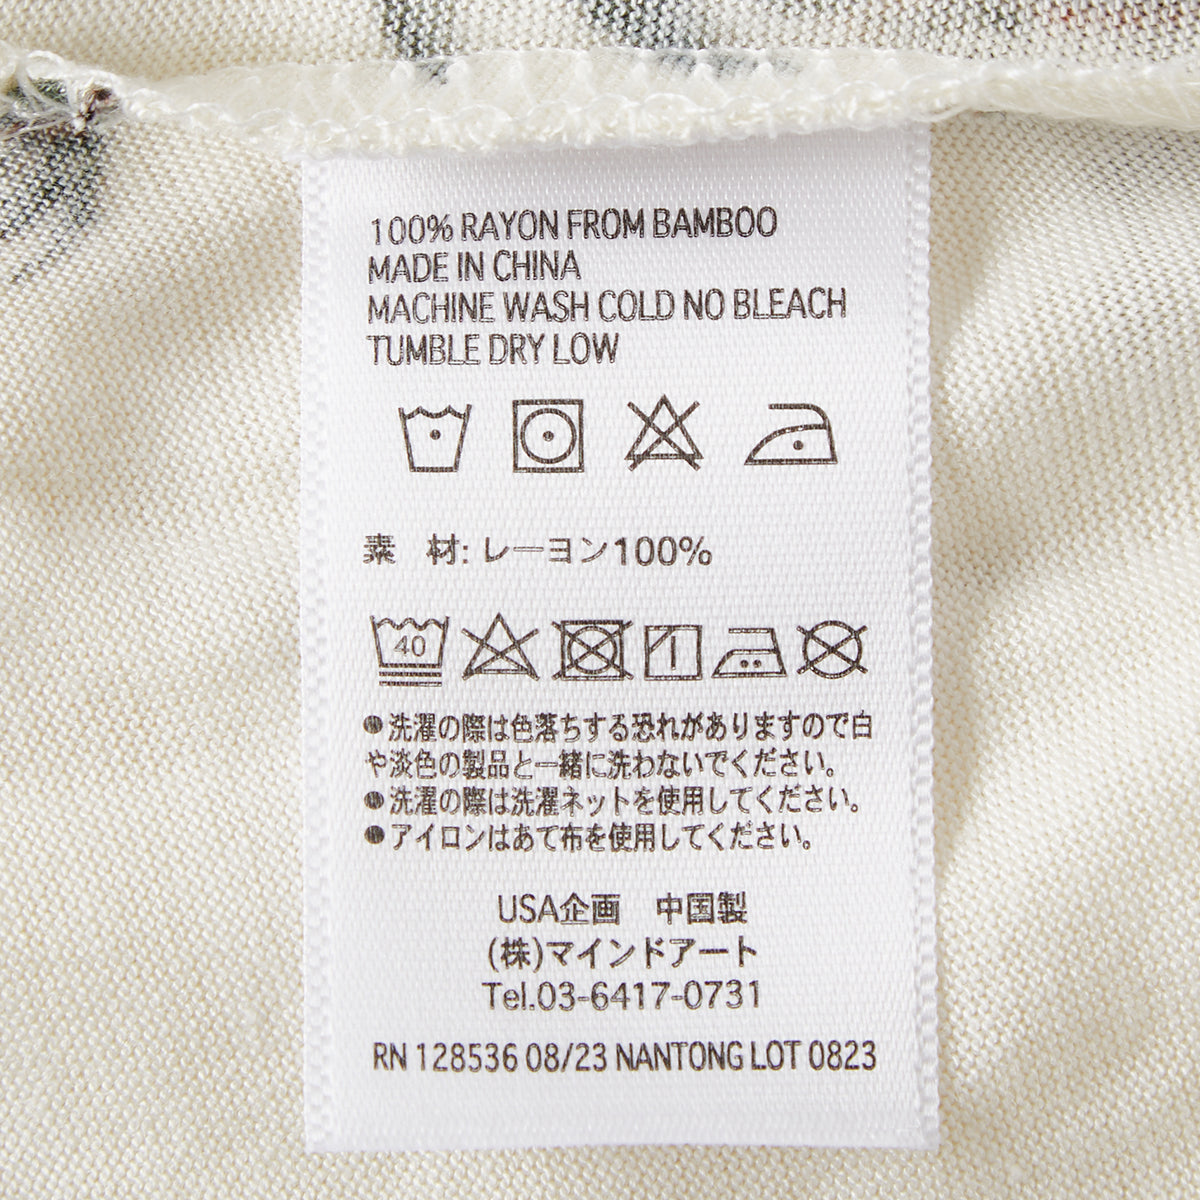 100% RAYON FROM BAMBOO
MADE IN CHINA
MACHINE WASH COLD NO BLEACH
TUMBLE DRY LOW
素 材: レーヨン100%
40
●洗濯の際は色落ちする恐れがありますので白
や淡色の製品と一緒に洗わないでください。
●洗濯の際は洗濯ネットを使用してください。
●アイロンはあて布を使用してください。
USA企画 中国製
(株)マインドアート
Tel.03-6417-0731
RN 128536 08/23 NANTONG LOT 0823